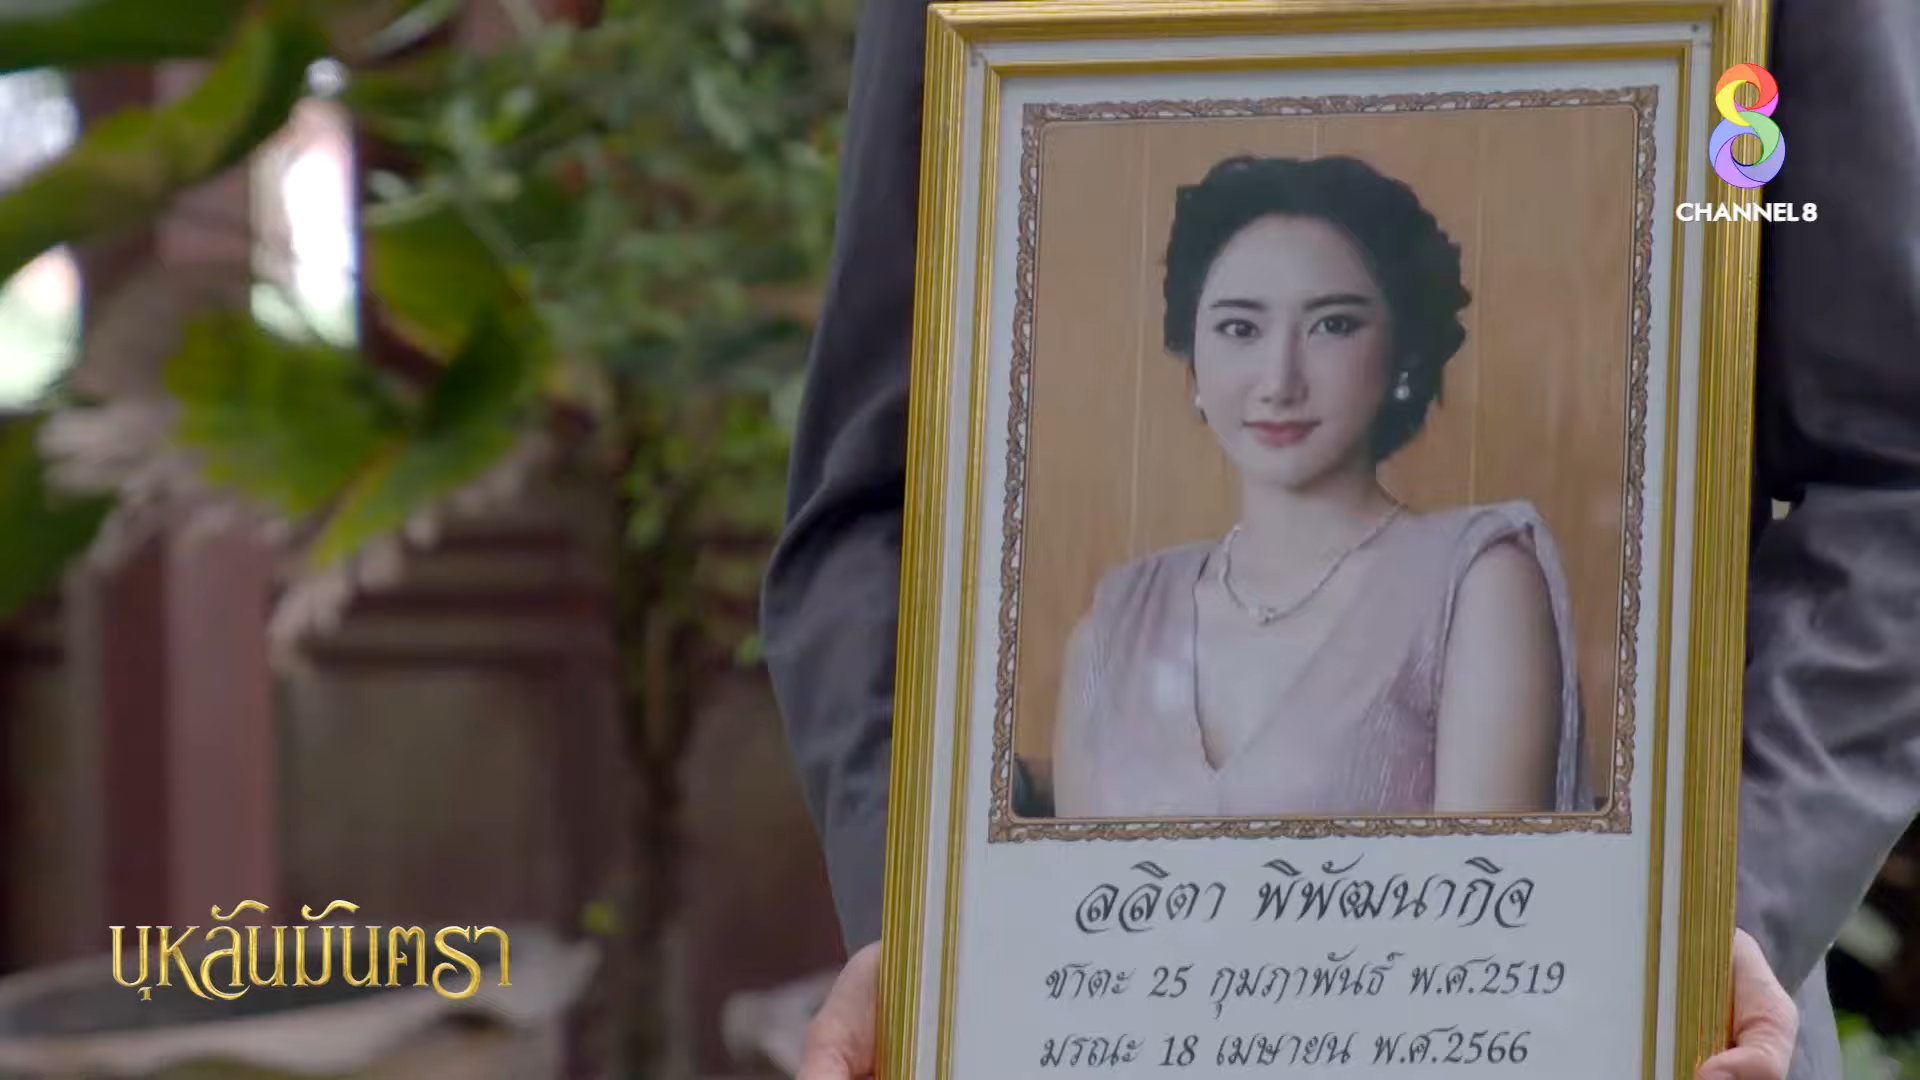 CHANNEL 8
ลลิตา พิพัฒนากิจ
ชาตะ 25 กุมภาพันธ์ พ.ศ.2519
มรณะ 18 เมษายน พ.ศ.2566
บุหลันมันตรา